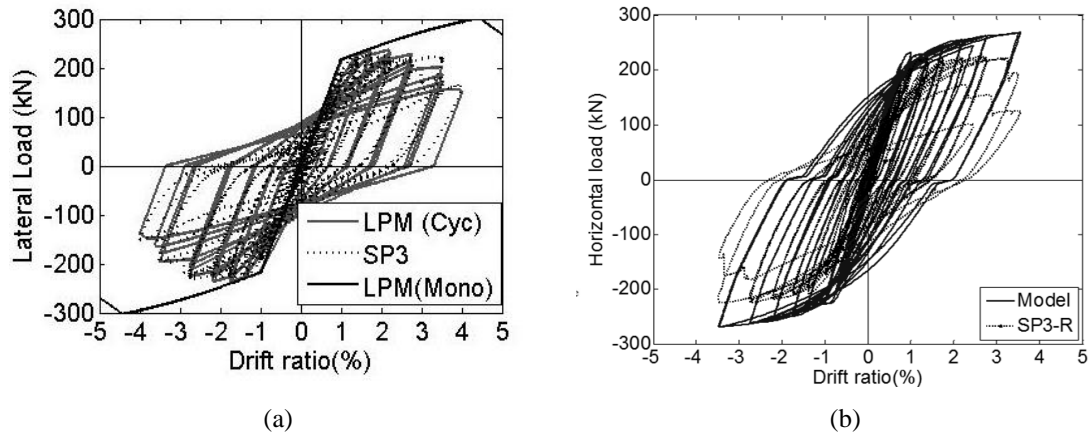 300
200
100
0
-100
-200
-300
Lateral Load (kN)
-5 -4 -3 -2 -1 0 1 2 3 4 5
Drift ratio(%)
LPM (Cyc)
SP3
LPM(Mono)
(a)
300
200
100
0
-100
-200
-300
Horizontal load (kN)
-5 -4 -3 -2 -1 0 1 2 3 4 5
Drift ratio(%)
Model
SP3-R
(b)